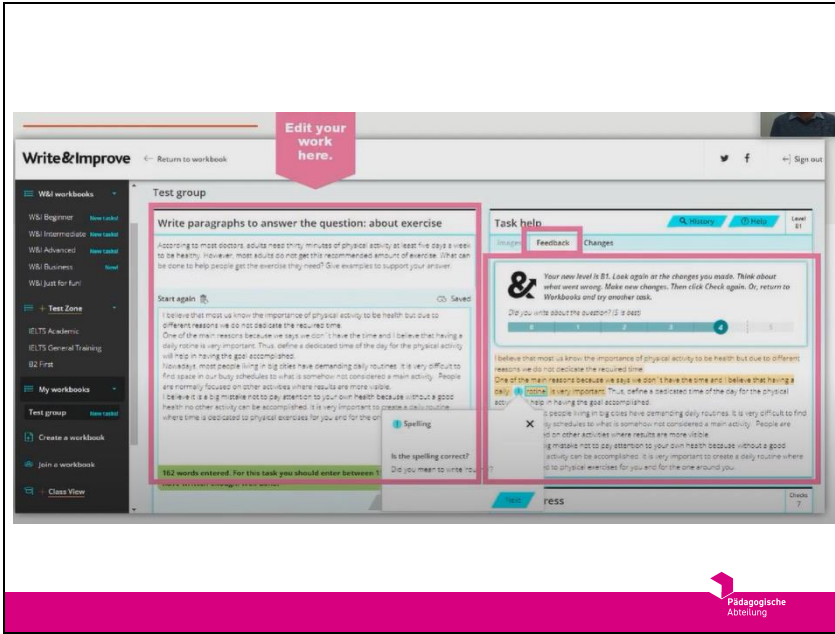 Edit your
work
here.
Write&Improve
← Return to workbook
Sign out
W&I workbooks
Test group
W&I Beginner New tasks!
W&I Intermediate New tasks!
W&I Advanced New tasks!
W&I Business New!
W&I Just for fun!
+ Test Zone
IELTS Academic
IELTS General Training
B2 First
My workbooks
Test group New tasks!
Create a workbook
Join a workbook
+ Class View
Write paragraphs to answer the question: about exercise
According to most doctors, adults need thirty minutes of physical activity at least five days a week
to be healthy. However, most adults do not get this recommended amount of exercise. What can
be done to help people get the exercise they need? Give examples to support your answer.
Start again
Saved
I believe that most us know the importance of physical activity to be health but due to
different reasons we do not dedicate the required time.
One of the main reasons because we says we don´t have the time and I believe that having a
daily rotine is very important. Thus, define a dedicated time of the day for the physical activity
will help in having the goal accomplished.
Nowadays, most people living in big cities have demanding daily routines. It is very difficult to
find space in our busy schedules to what is somehow not considered a main activity. People
are normally focused on other activities where results are more visible.
I believe it is a big mistake not to pay attention to your own health because without a good
health no other activity can be accomplished. It is very important to create a daily routine
where time is dedicated to physical exercises for you and for the on
162 words entered. For this task you should enter between 1
Task help
History
Help
Level
B1
Images
Feedback
Changes
&
Your new level is B1. Look again at the changes you made. Think about
what went wrong. Make new changes. Then click Check again. Or, return to
Workbooks and try another task.
Did you write about the question? (5 is best)
0 1 2 3 4 5
I believe that most us know the importance of physical activity to be health but due to different
reasons we do not dedicate the required time.
One of the main reasons because we says we don´t have the time and I believe that having a
daily rotine is very important. Thus, define a dedicated time of the day for the physical
help in having the goal accomplished.
people living in big cities have demanding daily routines. It is very difficult to find
schedules to what is somehow not considered a main activity. People are
on other activities where results are more visible.
big mistake not to pay attention to your own health because without a good
activity can be accomplished. It is very important to create a daily routine where
to physical exercises for you and for the one around you.
Spelling
×
Is the spelling correct?
Did you mean to write
Next
ress
Checks
7
Pädagogische
Abteilung